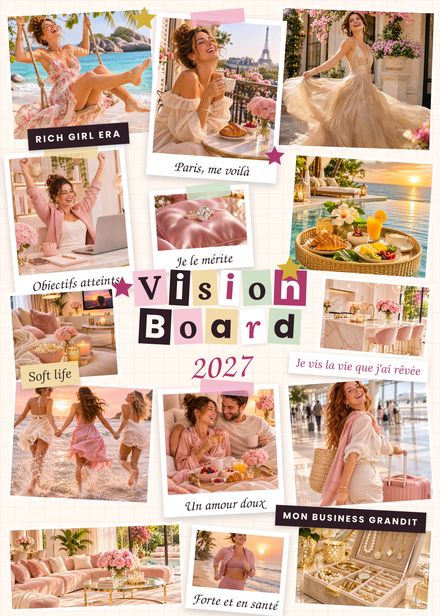 RICH GIRL ERA
Paris, me voilà
Objectifs atteints
Je le mérite
Vision
Board
2027
Soft life
Je vis la vie que j'ai rêvée
Un amour doux
MON BUSINESS GRANDIT
Forte et en santé